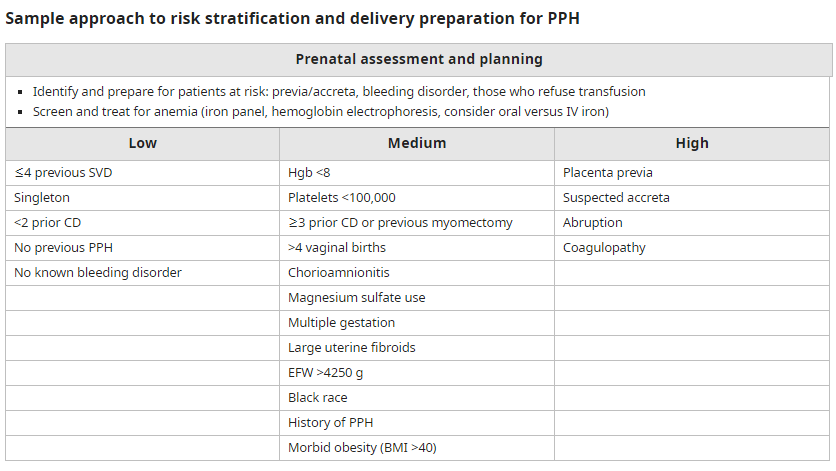 Sample approach to risk stratification and delivery preparation for PPH
Prenatal assessment and planning
▪ Identify and prepare for patients at risk: previa/accreta, bleeding disorder, those who refuse transfusion
▪ Screen and treat for anemia (iron panel, hemoglobin electrophoresis, consider oral versus IV iron)
Low Medium High
≤4 previous SVD Hgb <8 Placenta previa
Singleton Platelets <100,000 Suspected accreta
<2 prior CD ≥3 prior CD or previous myomectomy Abruption
No previous PPH >4 vaginal births Coagulopathy
No known bleeding disorder Chorioamnionitis
Magnesium sulfate use
Multiple gestation
Large uterine fibroids
EFW >4250 g
Black race
History of PPH
Morbid obesity (BMI >40)